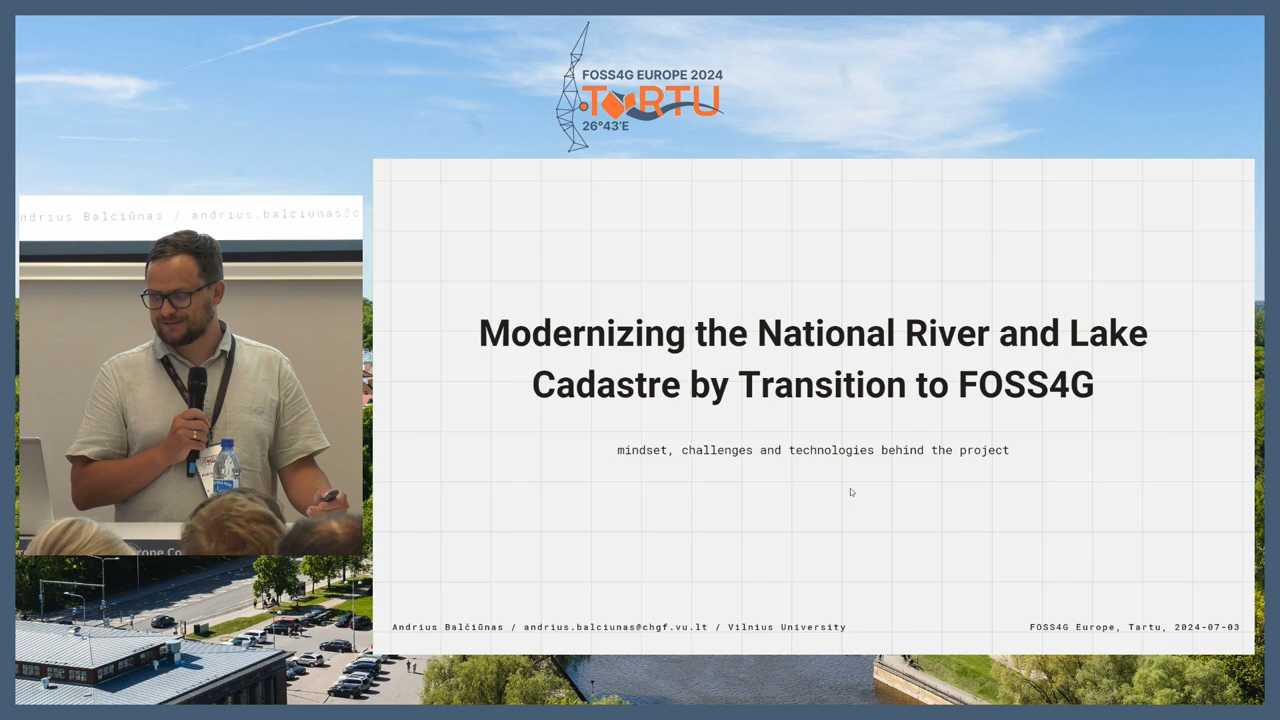 FOSS4G EUROPE 2024
TARTU
26°43'E
ndrius Balčiūnas / andrius.balciunas@c
Modernizing the National River and Lake
Cadastre by Transition to FOSS4G
mindset, challenges and technologies behind the project
Andrius Balčiūnas / andrius.balciunas@chgf.vu.lt / Vilnius University
FOSS4G Europe, Tartu, 2024-07-03
rope Co